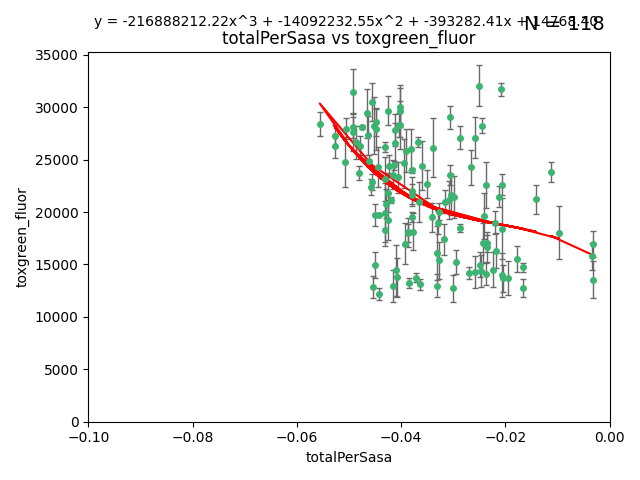 y = -216888212.22x^3 + -14092232.55x^2 + -393282.41x + 14768.40
N = 118
totalPerSasa vs toxgreen_fluor
35000
30000
25000
20000
15000
10000
5000
0
toxgreen_fluor
−0.10
−0.08
−0.06
−0.04
−0.02
0.00
totalPerSasa